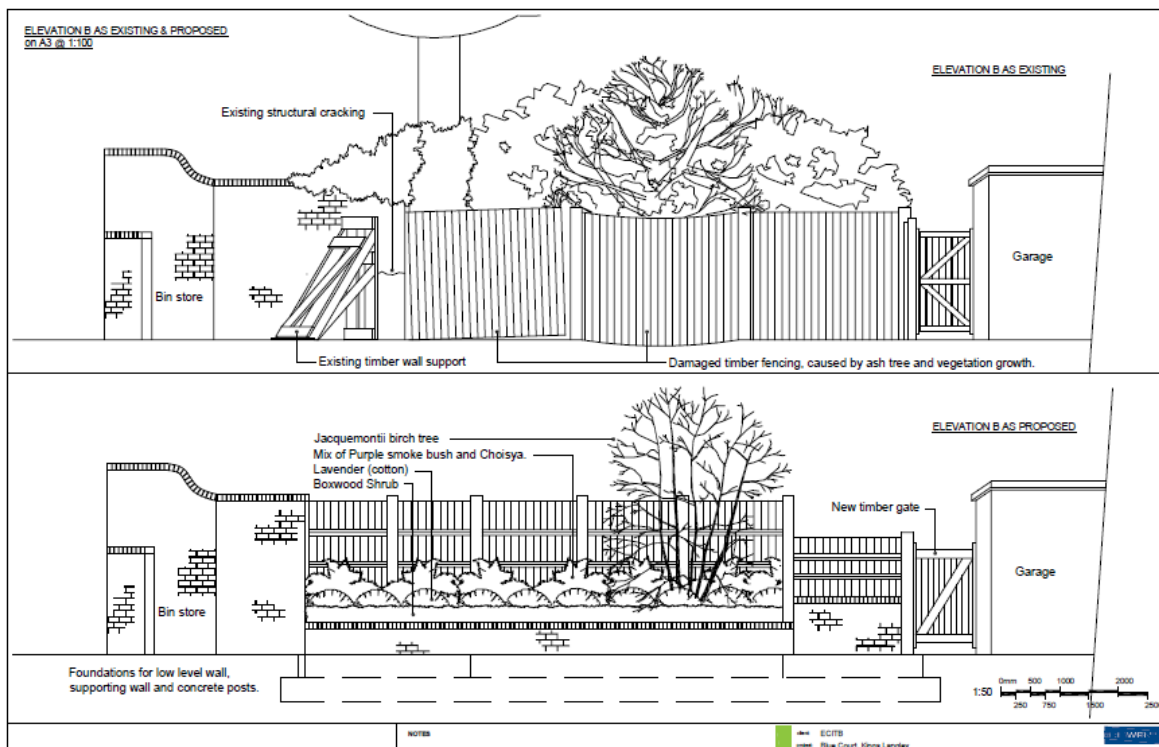 ELEVATION B AS EXISTING & PROPOSED
on A3 @ 1:100
ELEVATION B AS EXISTING
Existing structural cracking
Garage
Bin store
Existing timber wall support
Damaged timber fencing, caused by ash tree and vegetation growth.
ELEVATION B AS PROPOSED
Jacquemontii birch tree
Mix of Purple smoke bush and Choisya.
Lavender (cotton)
Boxwood Shrub
New timber gate
Garage
Bin store
Foundations for low level wall,
supporting wall and concrete posts.
1:50
0mm 500 1000 2000
250 750 1500 250
NOTES
client ECITB
project Blue Court, Kings Langley